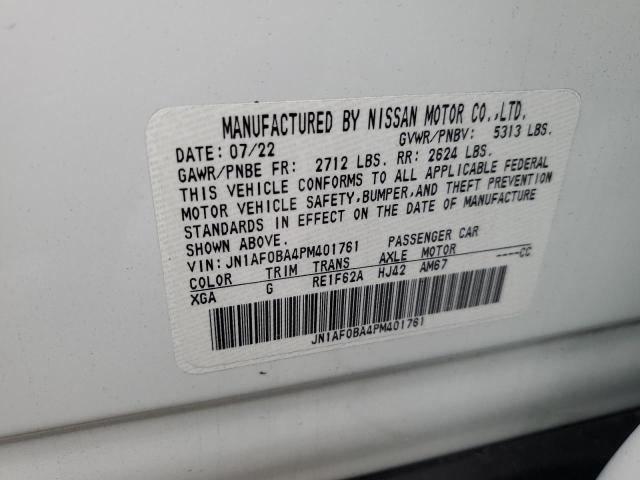 MANUFACTURED BY NISSAN MOTOR CO.,LTD.
DATE: 07/22 GVWR/PNBV: 5313 LBS.
GAWR/PNBE FR: 2712 LBS. RR: 2624 LBS.
THIS VEHICLE CONFORMS TO ALL APPLICABLE FEDERAL
MOTOR VEHICLE SAFETY, BUMPER, AND THEFT PREVENTION
STANDARDS IN EFFECT ON THE DATE OF MANUFACTURE
SHOWN ABOVE.
VIN: JN1AF0BA4PM401761 PASSENGER CAR
COLOR TRIM TRANS AXLE MOTOR ----CC
XGA G RE1F62A HJ42 AM67
JN1AF0BA4PM401761